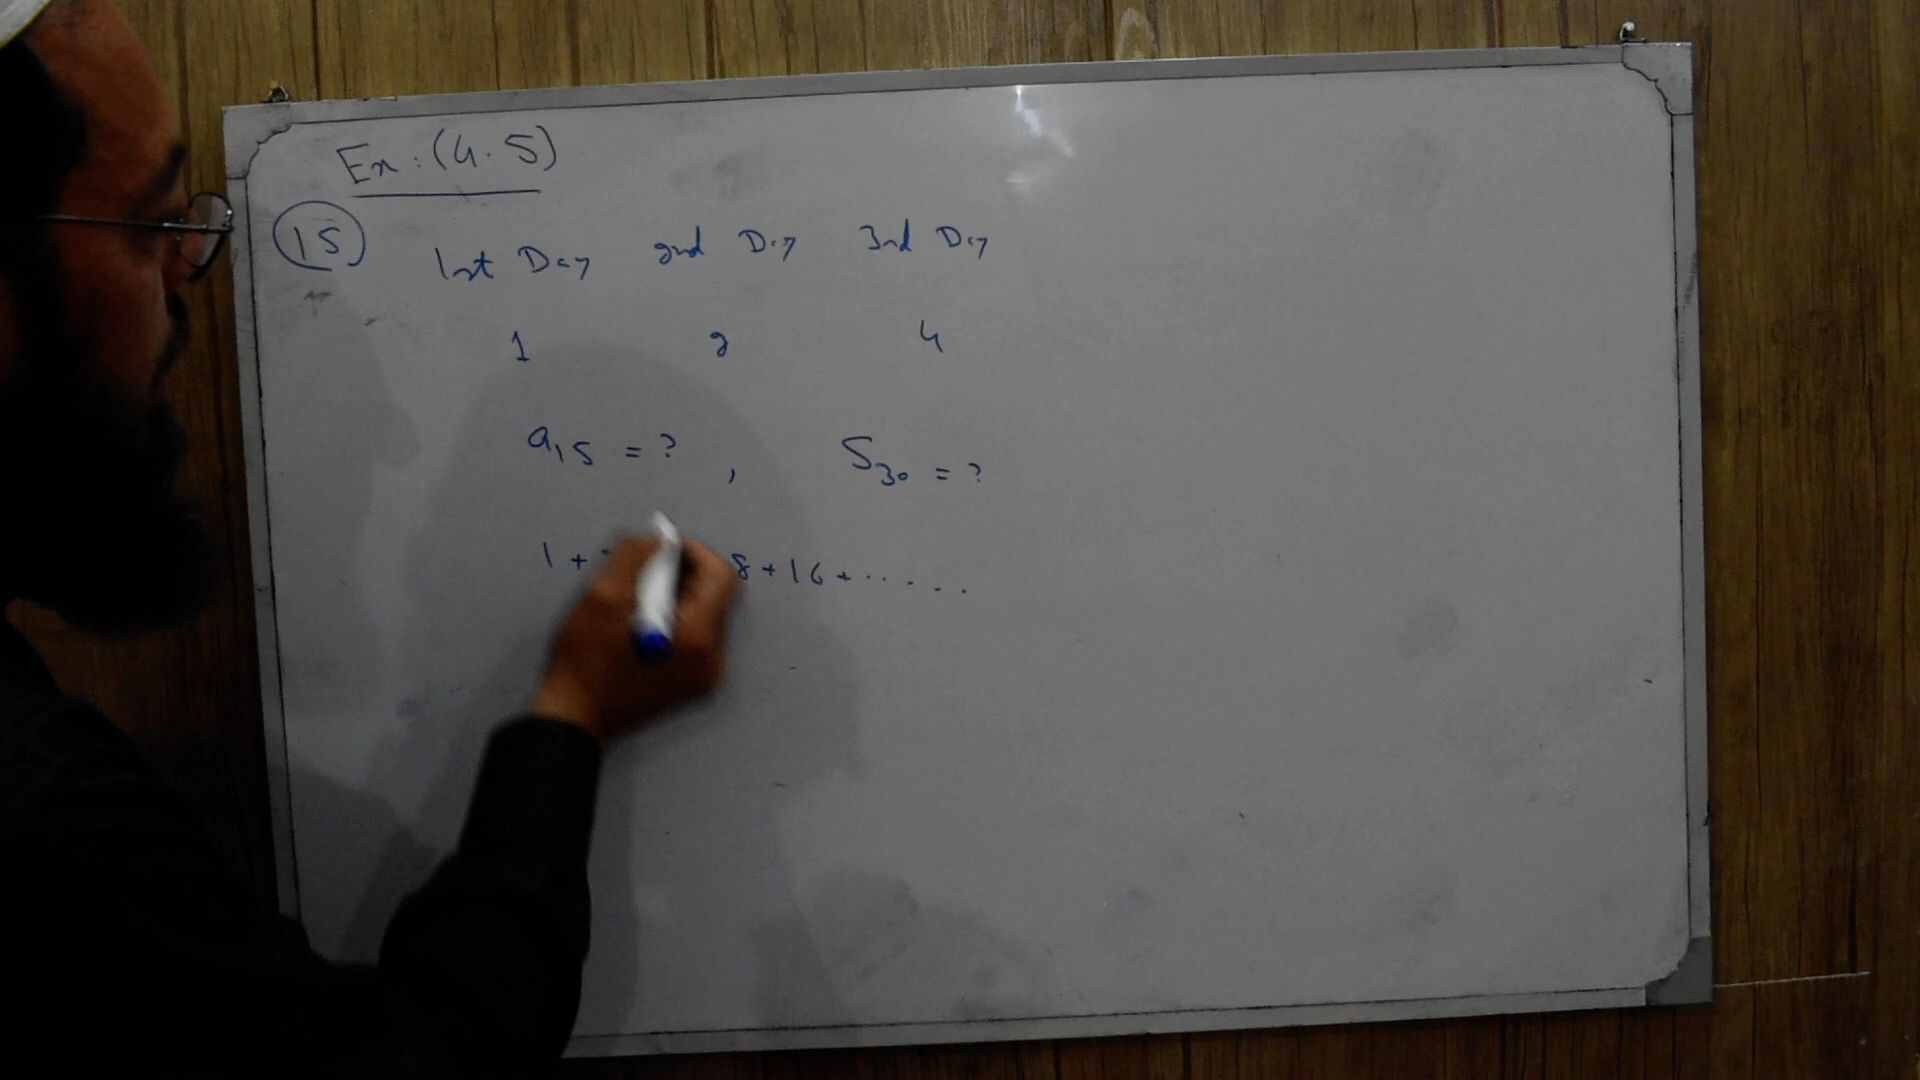 Ex: (4.5)
15 1st Day 2nd Day 3rd Day
1 2 4
a15 = ? , S30 = ?
1 + 8 + 16 + ......